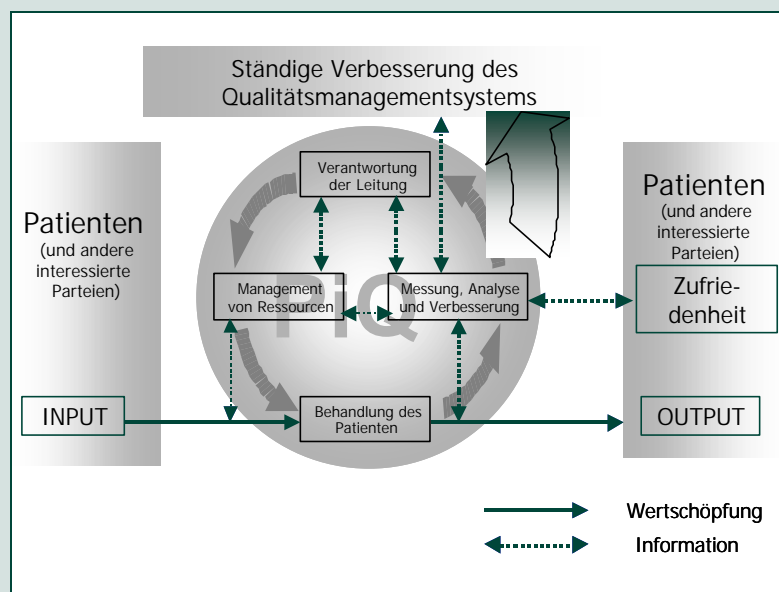 Ständige Verbesserung des
Qualitätsmanagementsystems
Patienten
(und andere
interessierte
Parteien)
Verantwortung
der Leitung
Patienten
(und andere
interessierte
Parteien)
Management
von Ressourcen
Messung, Analyse
und Verbesserung
PiQ
Zufrie-
denheit
INPUT
Behandlung des
Patienten
OUTPUT
Wertschöpfung
Information